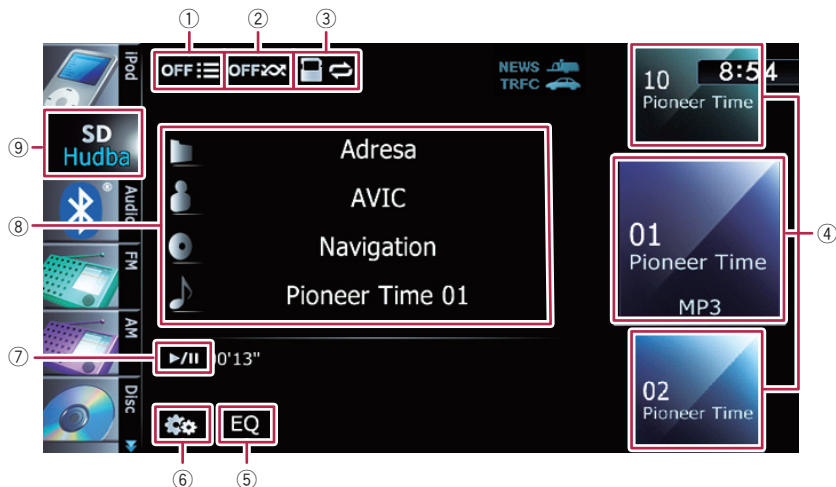 ① ② ③
iPod
OFF OFF
NEWS
TRFC
8:54
10
Pioneer Time
⑨
SD
Hudba
Audio
FM
AM
Disc
⑧
Adresa
AVIC
Navigation
Pioneer Time 01
④
01
Pioneer Time
MP3
⑦
►/II 00'13"
02
Pioneer Time
EQ
⑥ ⑤